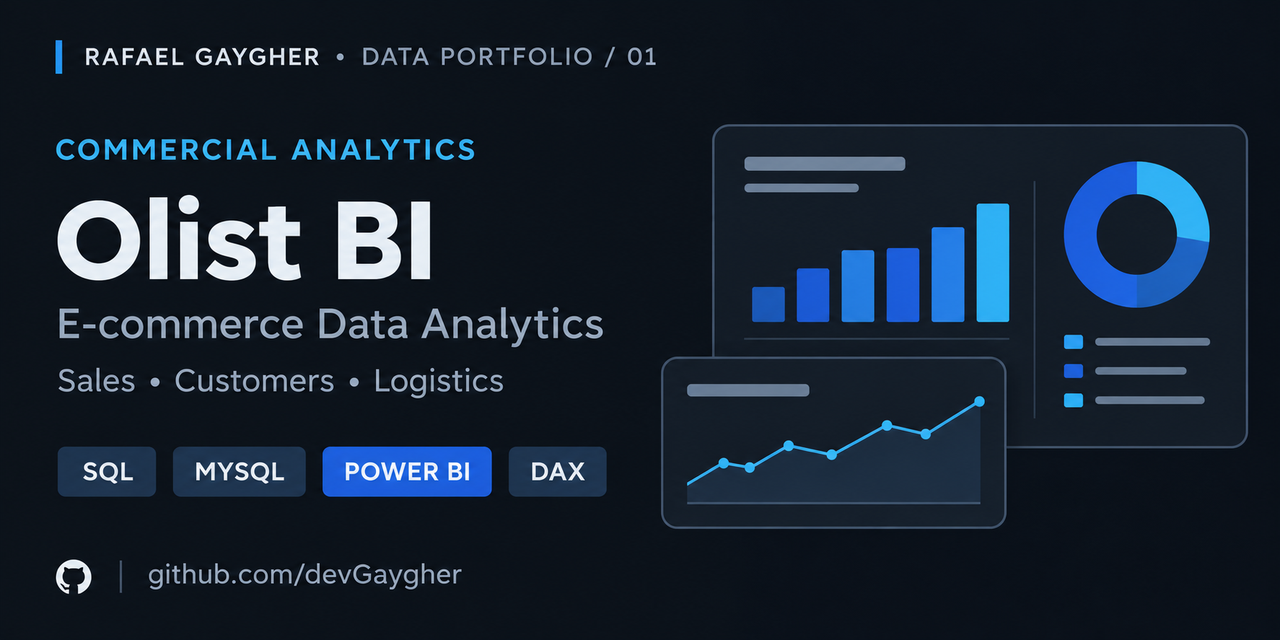 RAFAEL GAYGHER • DATA PORTFOLIO / 01
COMMERCIAL ANALYTICS
Olist BI
E-commerce Data Analytics
Sales • Customers • Logistics
SQL MYSQL POWER BI DAX
github.com/devGaygher